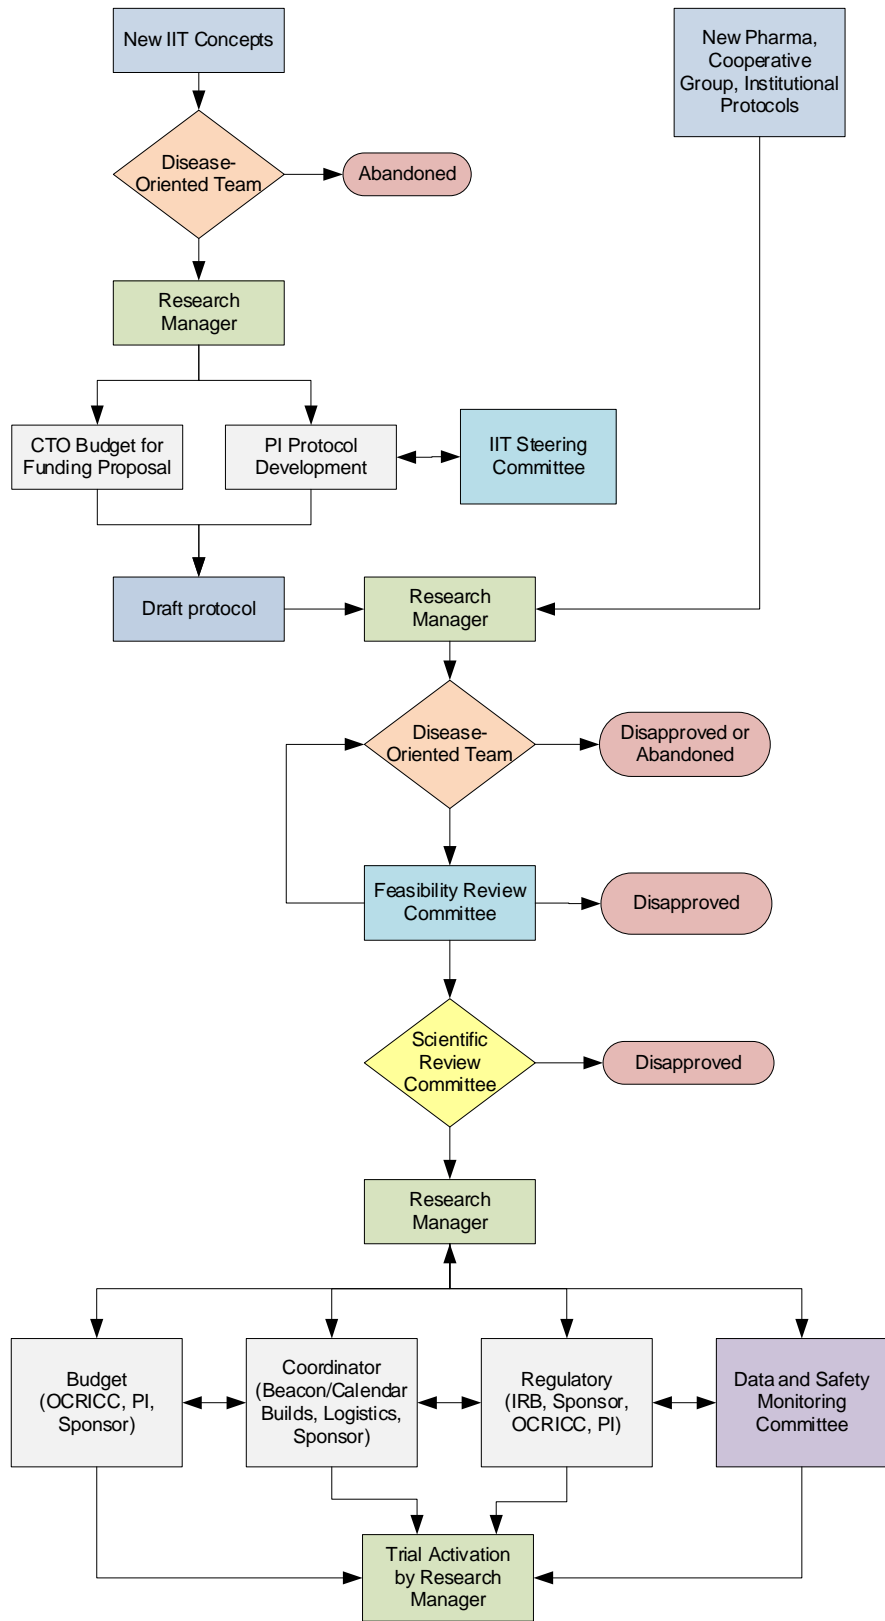 New IIT Concepts
New Pharma,
Cooperative
Group, Institutional
Protocols
Disease-
Oriented Team
Abandoned
Research
Manager
CTO Budget for
Funding Proposal
PI Protocol
Development
IIT Steering
Committee
Draft protocol
Research
Manager
Disease-
Oriented Team
Disapproved or
Abandoned
Feasibility Review
Committee
Disapproved
Scientific
Review
Committee
Disapproved
Research
Manager
Budget
(OCRICC, PI,
Sponsor)
Coordinator
(Beacon/Calendar
Builds, Logistics,
Sponsor)
Regulatory
(IRB, Sponsor,
OCRICC, PI)
Data and Safety
Monitoring
Committee
Trial Activation
by Research
Manager